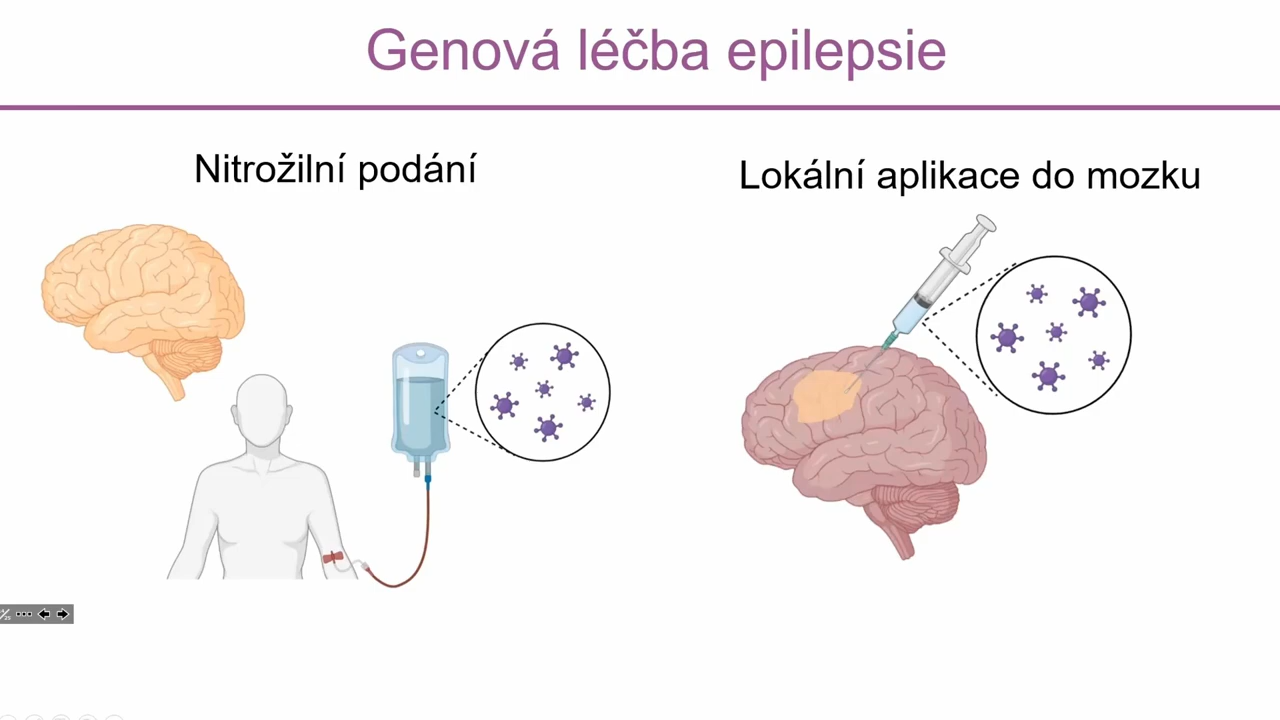 Genová léčba epilepsie
Nitrožilní podání
Lokální aplikace do mozku